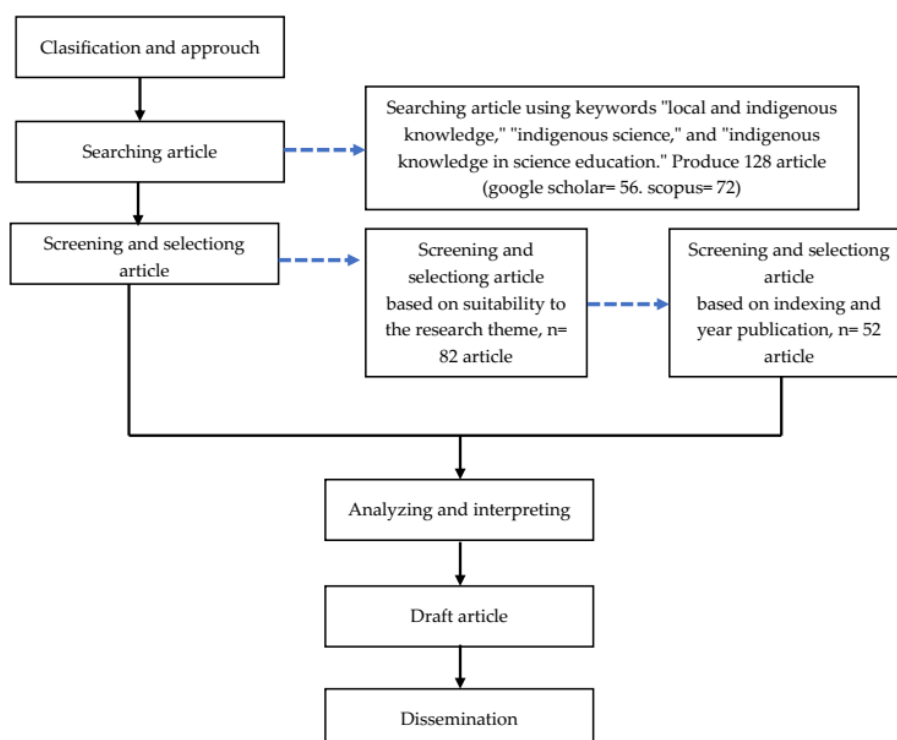 Clasification and approuch
Searching article
Searching article using keywords "local and indigenous
knowledge," "indigenous science," and "indigenous
knowledge in science education." Produce 128 article
(google scholar= 56. scopus= 72)
Screening and selectiong
article
Screening and
selectiong article
based on suitability to
the research theme, n=
82 article
Screening and selectiong
article
based on indexing and
year publication, n= 52
article
Analyzing and interpreting
Draft article
Dissemination